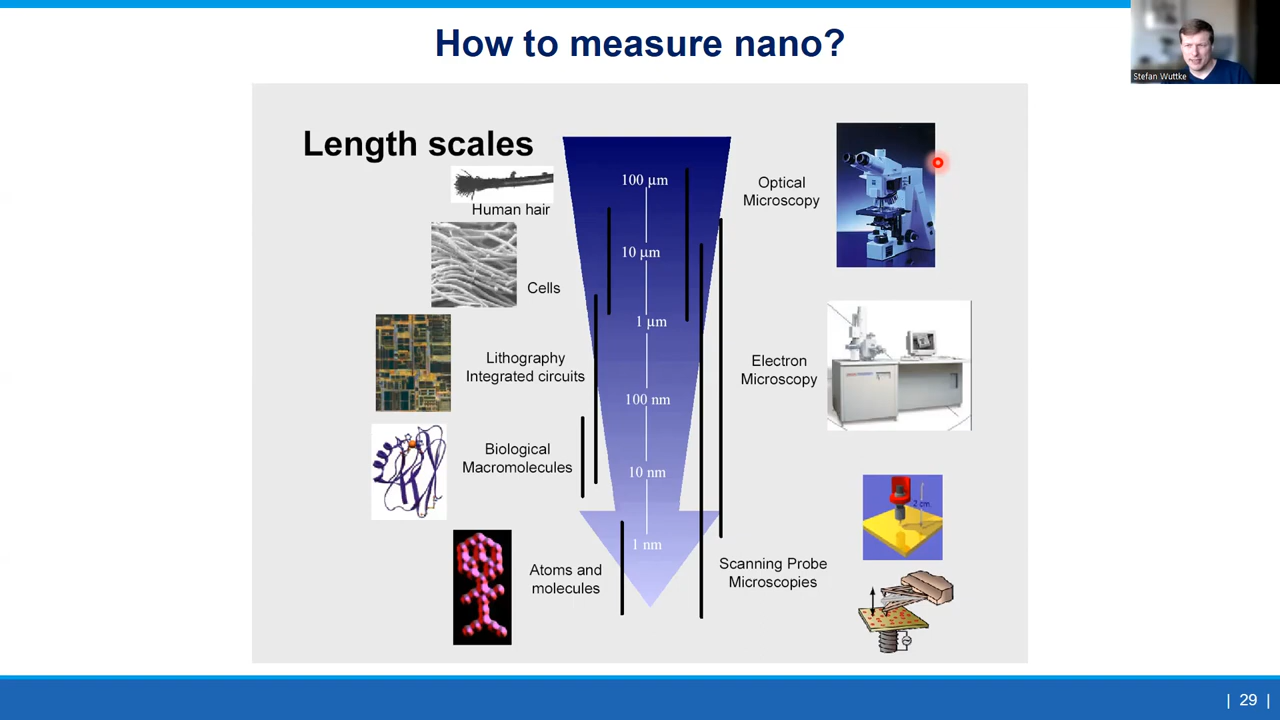 How to measure nano?
Stefan Wuttke
Length scales
Human hair
Cells
Lithography
Integrated circuits
Biological
Macromolecules
Atoms and
molecules
100 µm
10 µm
1 µm
100 nm
10 nm
1 nm
Optical
Microscopy
Electron
Microscopy
2 cm
Scanning Probe
Microscopies
| 29 |